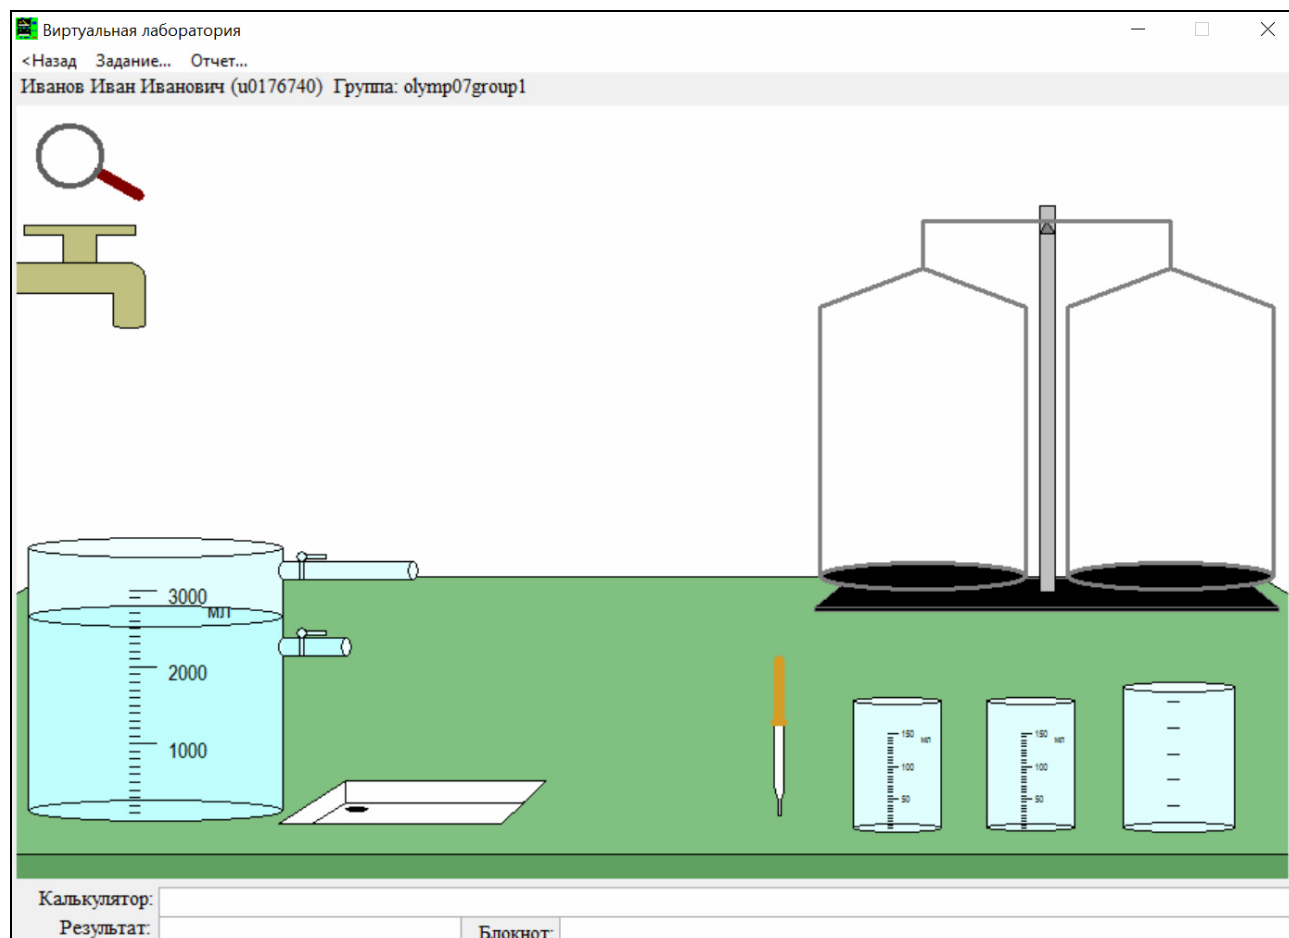 Виртуальная лаборатория
<Назад Задание... Отчет...
Иванов Иван Иванович (u0176740) Группа: olymp07group1
3000
мл
2000
1000
150 мл
100
50
150 мл
100
50
Калькулятор:
Результат:
Блокнот: